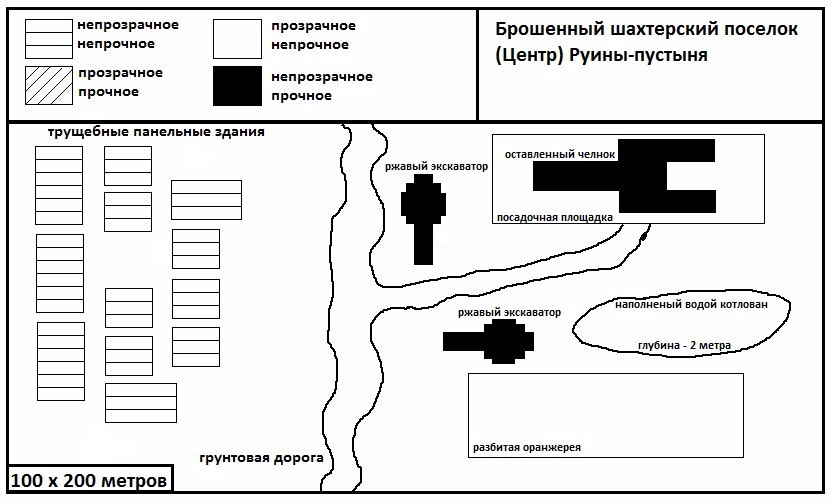 непрозрачное
непрочное
прозрачное
непрочное
прозрачное
прочное
непрозрачное
прочное
Брошенный шахтерский поселок
(Центр) Руины-пустыня
трущебные панельные здания
ржавый экскаватор
оставленный челнок
посадочная площадка
ржавый экскаватор
наполненый водой котлован
глубина - 2 метра
разбитая оранжерея
грунтовая дорога
100 x 200 метров